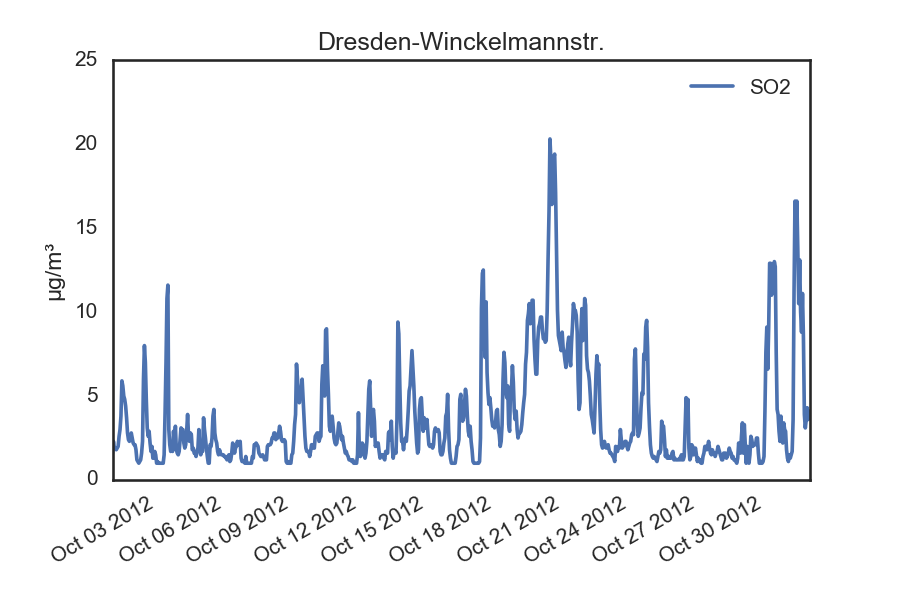 Dresden-Winckelmannstr.
25
20
15
10
5
0
µg/m³
SO2
Oct 03 2012
Oct 06 2012
Oct 09 2012
Oct 12 2012
Oct 15 2012
Oct 18 2012
Oct 21 2012
Oct 24 2012
Oct 27 2012
Oct 30 2012